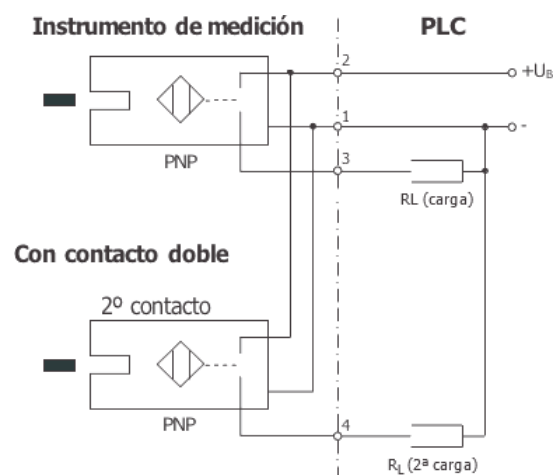 Instrumento de medición
PLC
2
+UB
1
-
PNP
3
RL (carga)
Con contacto doble
2º contacto
PNP
4
RL (2ª carga)